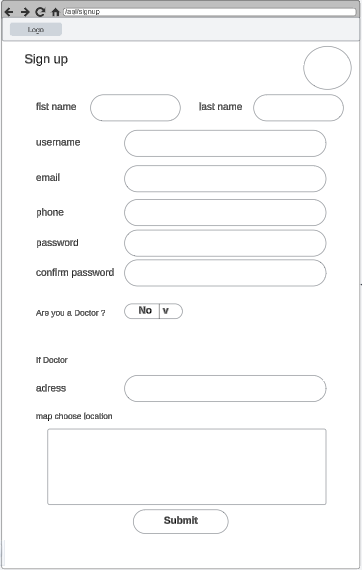 /asil/signup
Logo
Sign up
fist name last name
username
email
phone
password
confirm password
Are you a Doctor ? No v
If Doctor
adress
map choose location
Submit